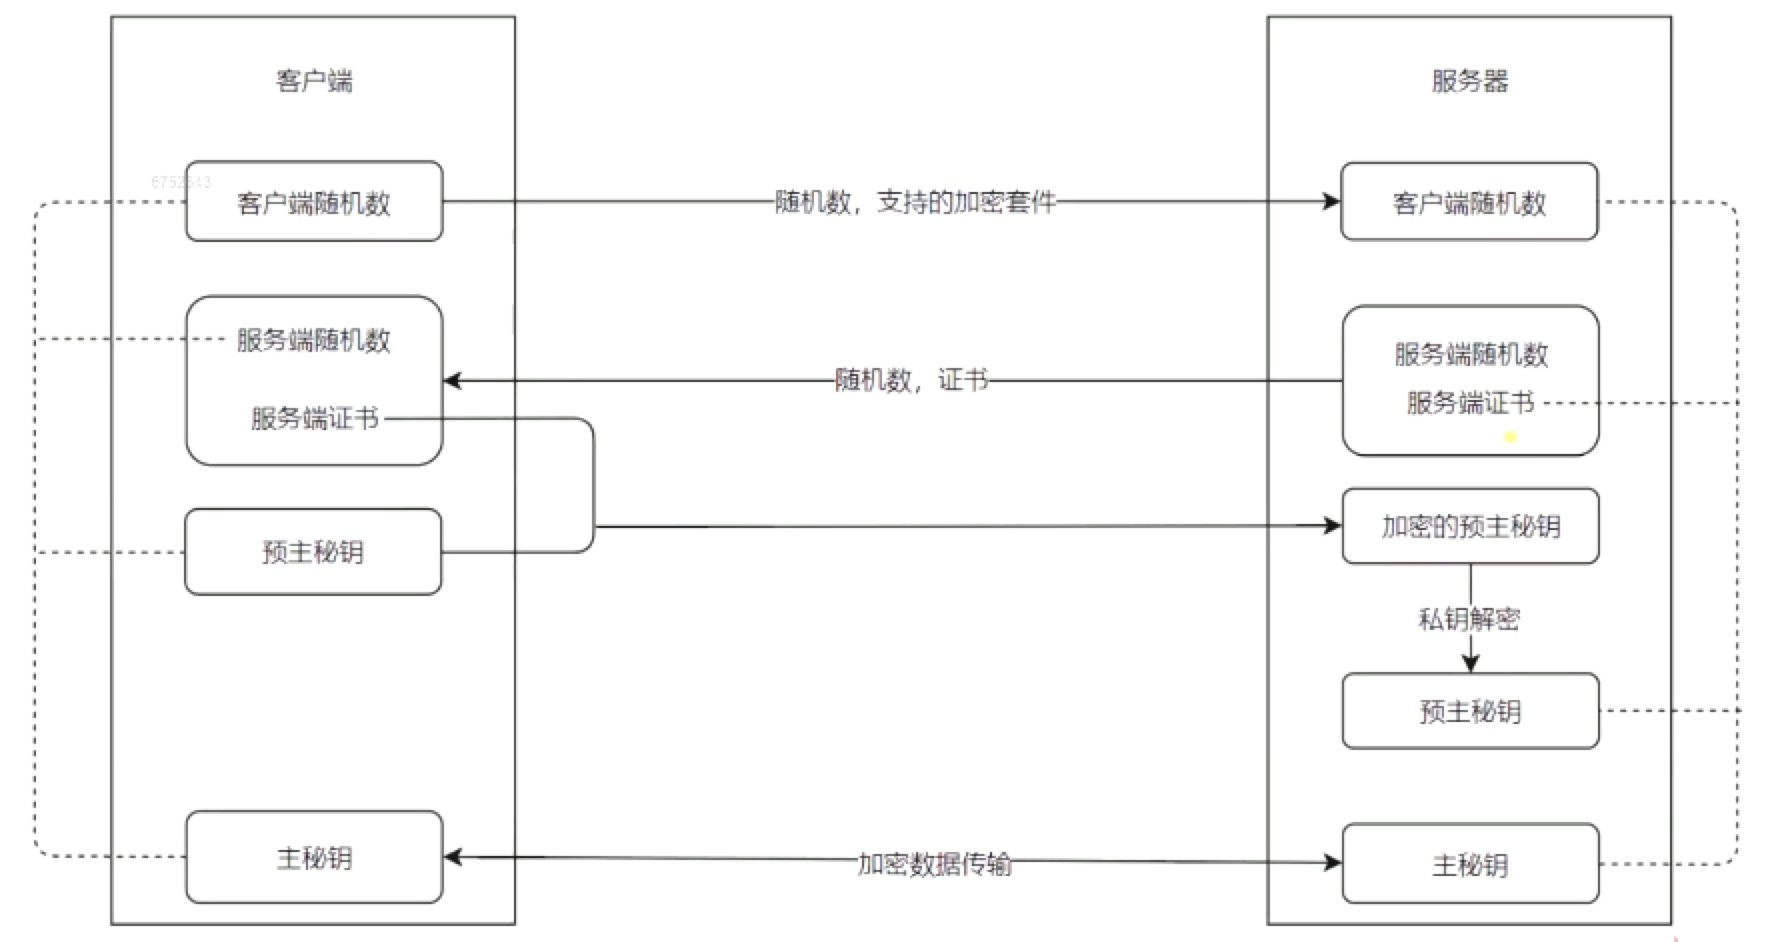 客户端
服务器
6752543
客户端随机数
随机数，支持的加密套件
客户端随机数
服务端随机数
服务端证书
随机数，证书
服务端随机数
服务端证书
预主秘钥
加密的预主秘钥
私钥解密
预主秘钥
主秘钥
加密数据传输
主秘钥